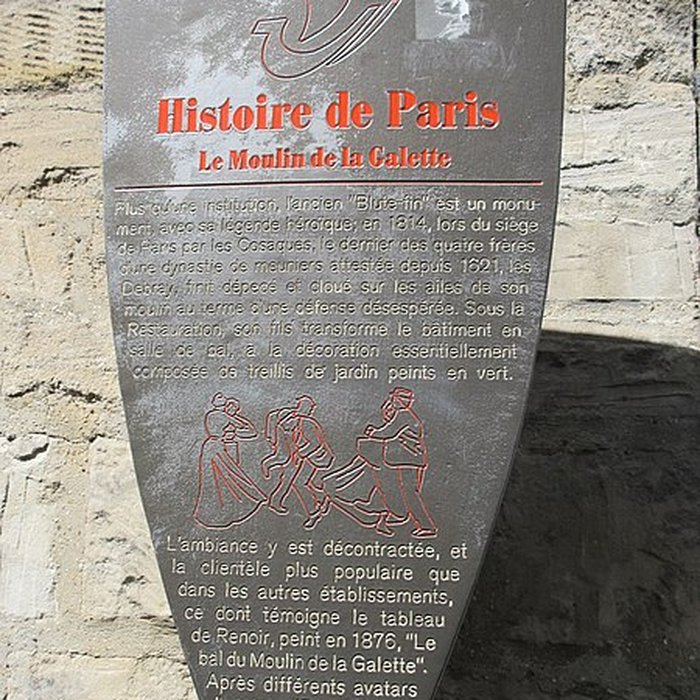 Histoire de Paris
Le Moulin de la Galette
Plus qu'une institution, l'ancien "Blute-fin" est un monu-
ment, avec sa légende héroïque; en 1814, lors du siège
de Paris par les Cosaques, le dernier des quatre frères
d'une dynastie de meuniers attestée depuis 1621, les
Debray, finit dépecé et cloué sur les ailes de son
moulin au terme d'une défense désespérée. Sous la
Restauration, son fils transforme le bâtiment en
salle de bal, à la décoration essentiellement
composée de treillis de jardin peints en vert.
L'ambiance y est décontractée, et
la clientèle plus populaire que
dans les autres établissements,
ce dont témoigne le tableau
de Renoir, peint en 1876, "Le
bal du Moulin de la Galette".
Après différents avatars